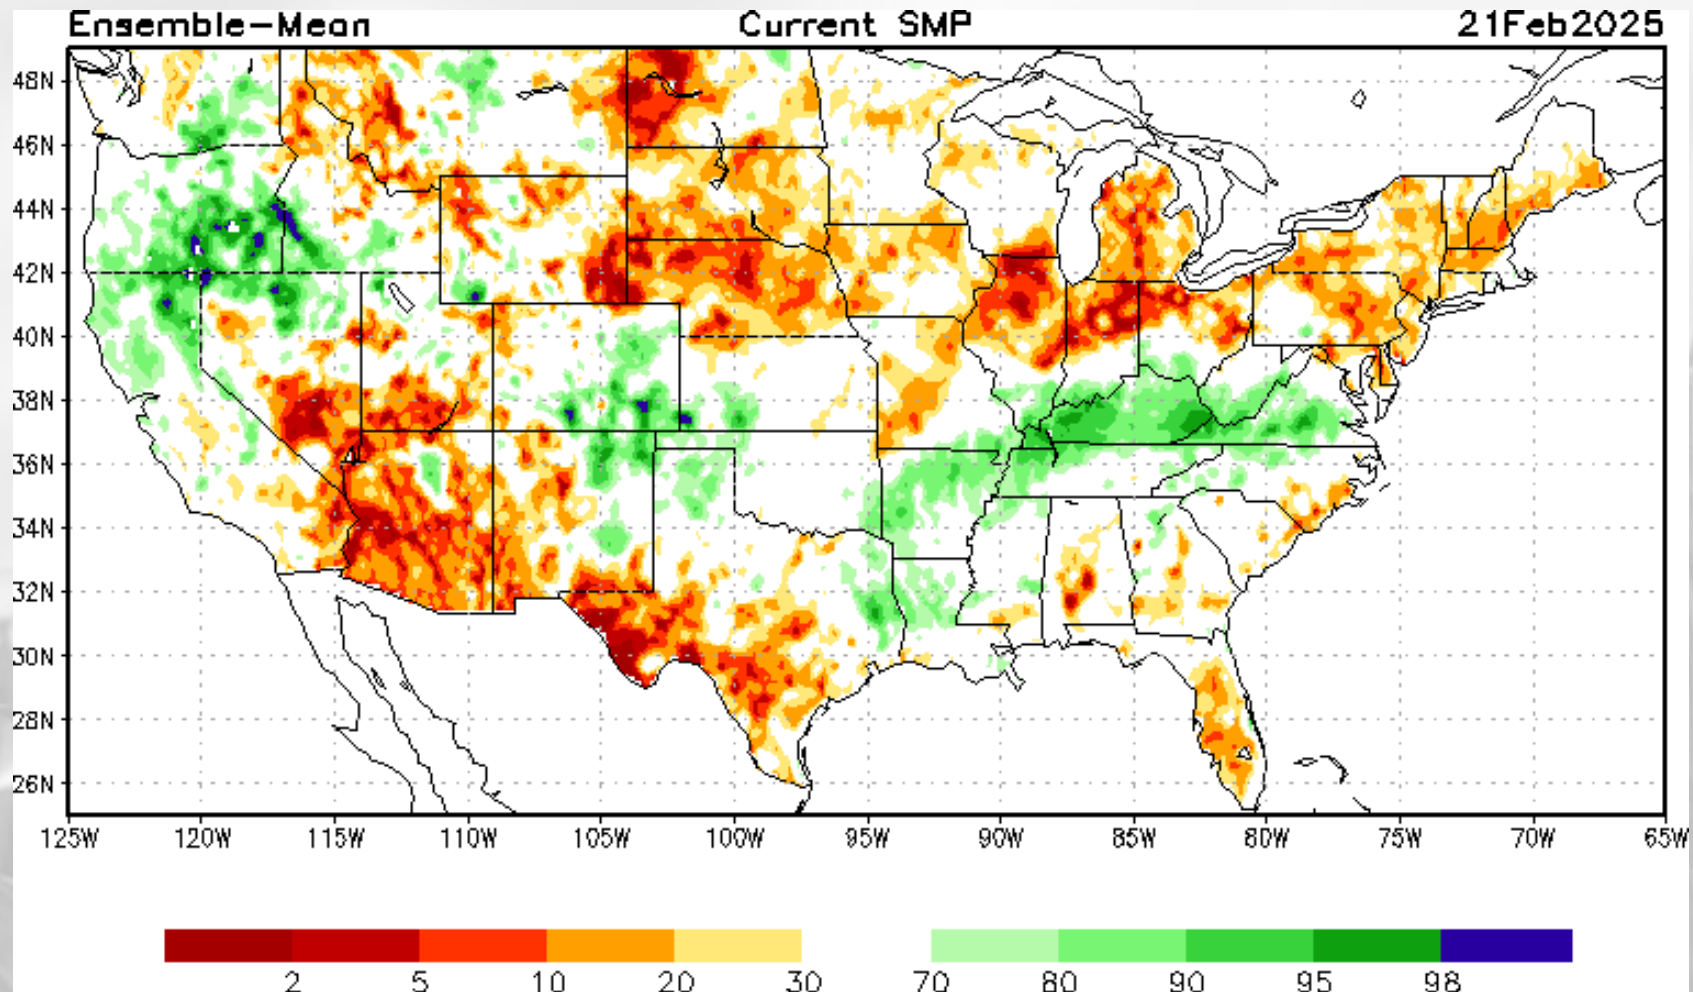 Ensemble-Mean Current SMP 21Feb2025
48N
46N
44N
42N
40N
38N
36N
34N
32N
30N
28N
26N
125W 120W 115W 110W 105W 100W 95W 90W 85W 80W 75W 70W 65W
2 5 10 20 30 70 80 90 95 98